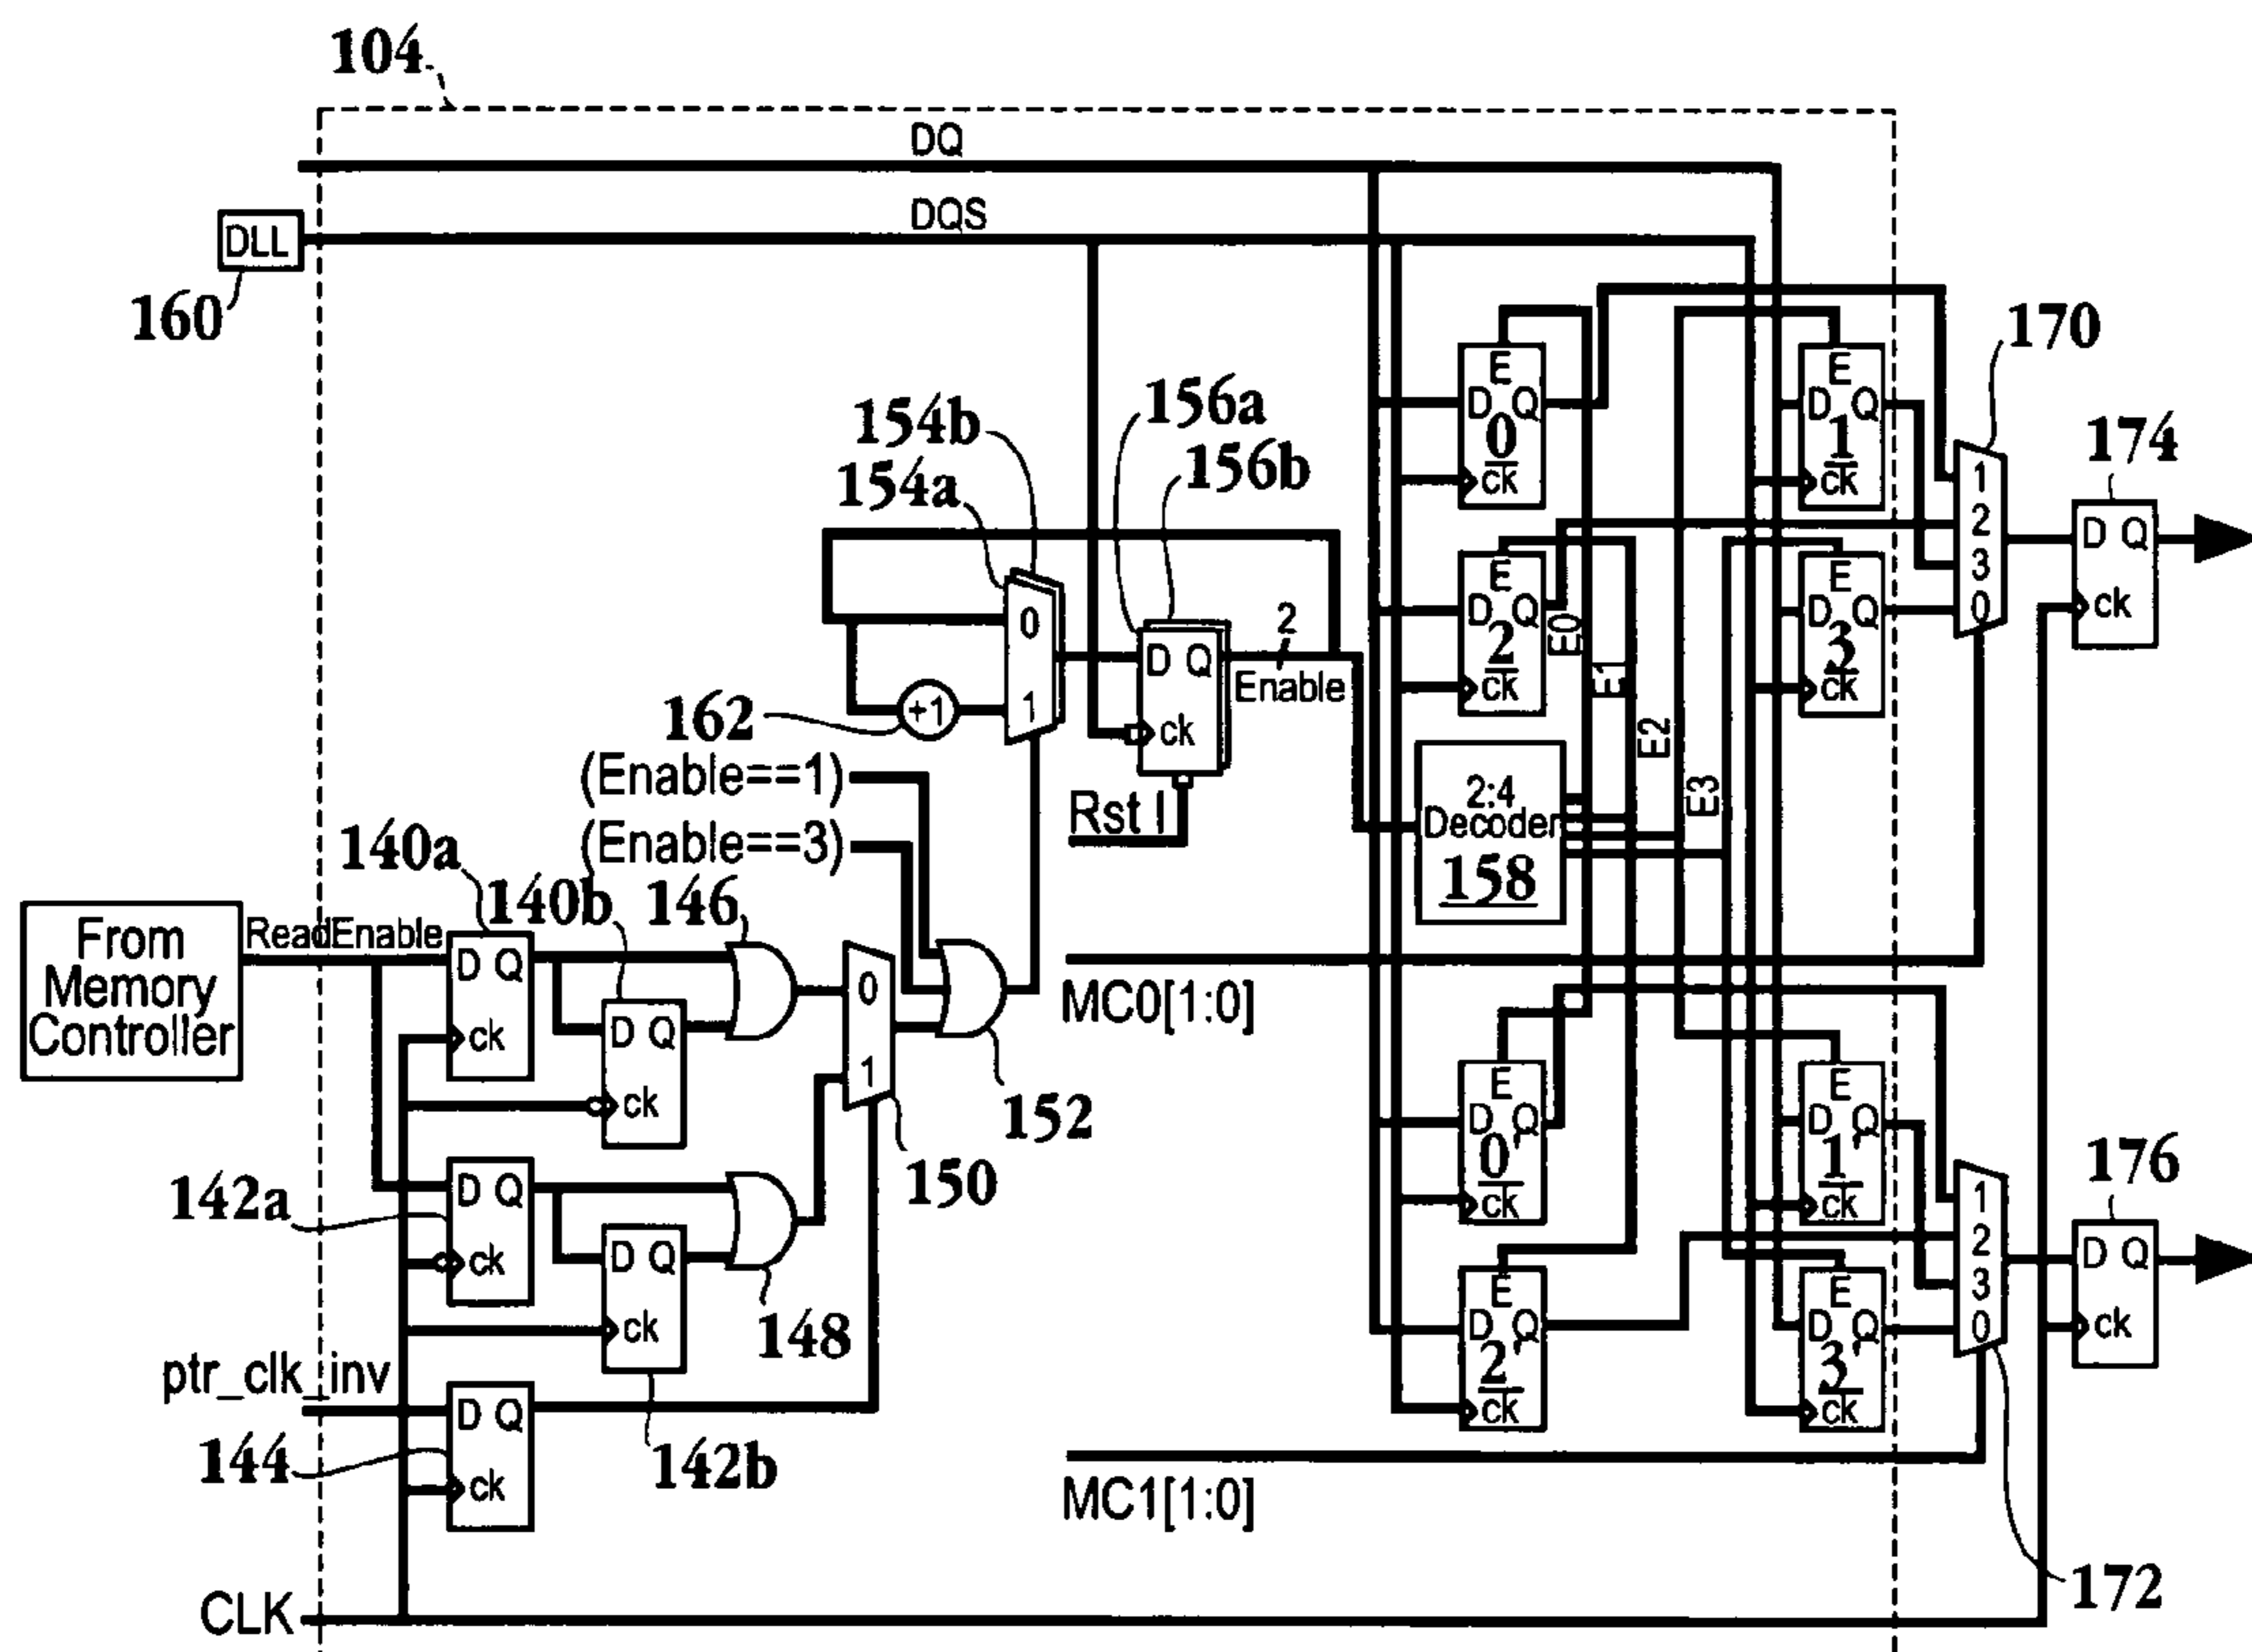 104
DQ
DQS
DLL
160
170
E
D Q
0
ck
E
D Q
1
ck
156a
154b
156b
154a
174
1
2
3
0
D Q
ck
0
1
D Q
ck
2
Enable
E
D Q
2
ck
E
D Q
3
ck
E0
E1
E2
E3
162
+1
(Enable==1)
(Enable==3)
Rst l
2:4
Decoder
158
140a
140b
146
From
Memory
Controller
ReadEnable
D Q
ck
D Q
ck
0
1
152
150
MC0[1:0]
E
D Q
0'
ck
E
D Q
1'
ck
176
1
2
3
0
D Q
ck
142a
D Q
ck
D Q
ck
148
E
D Q
2'
ck
E
D Q
3'
ck
ptr_clk_inv
D Q
ck
144
142b
MC1[1:0]
172
CLK